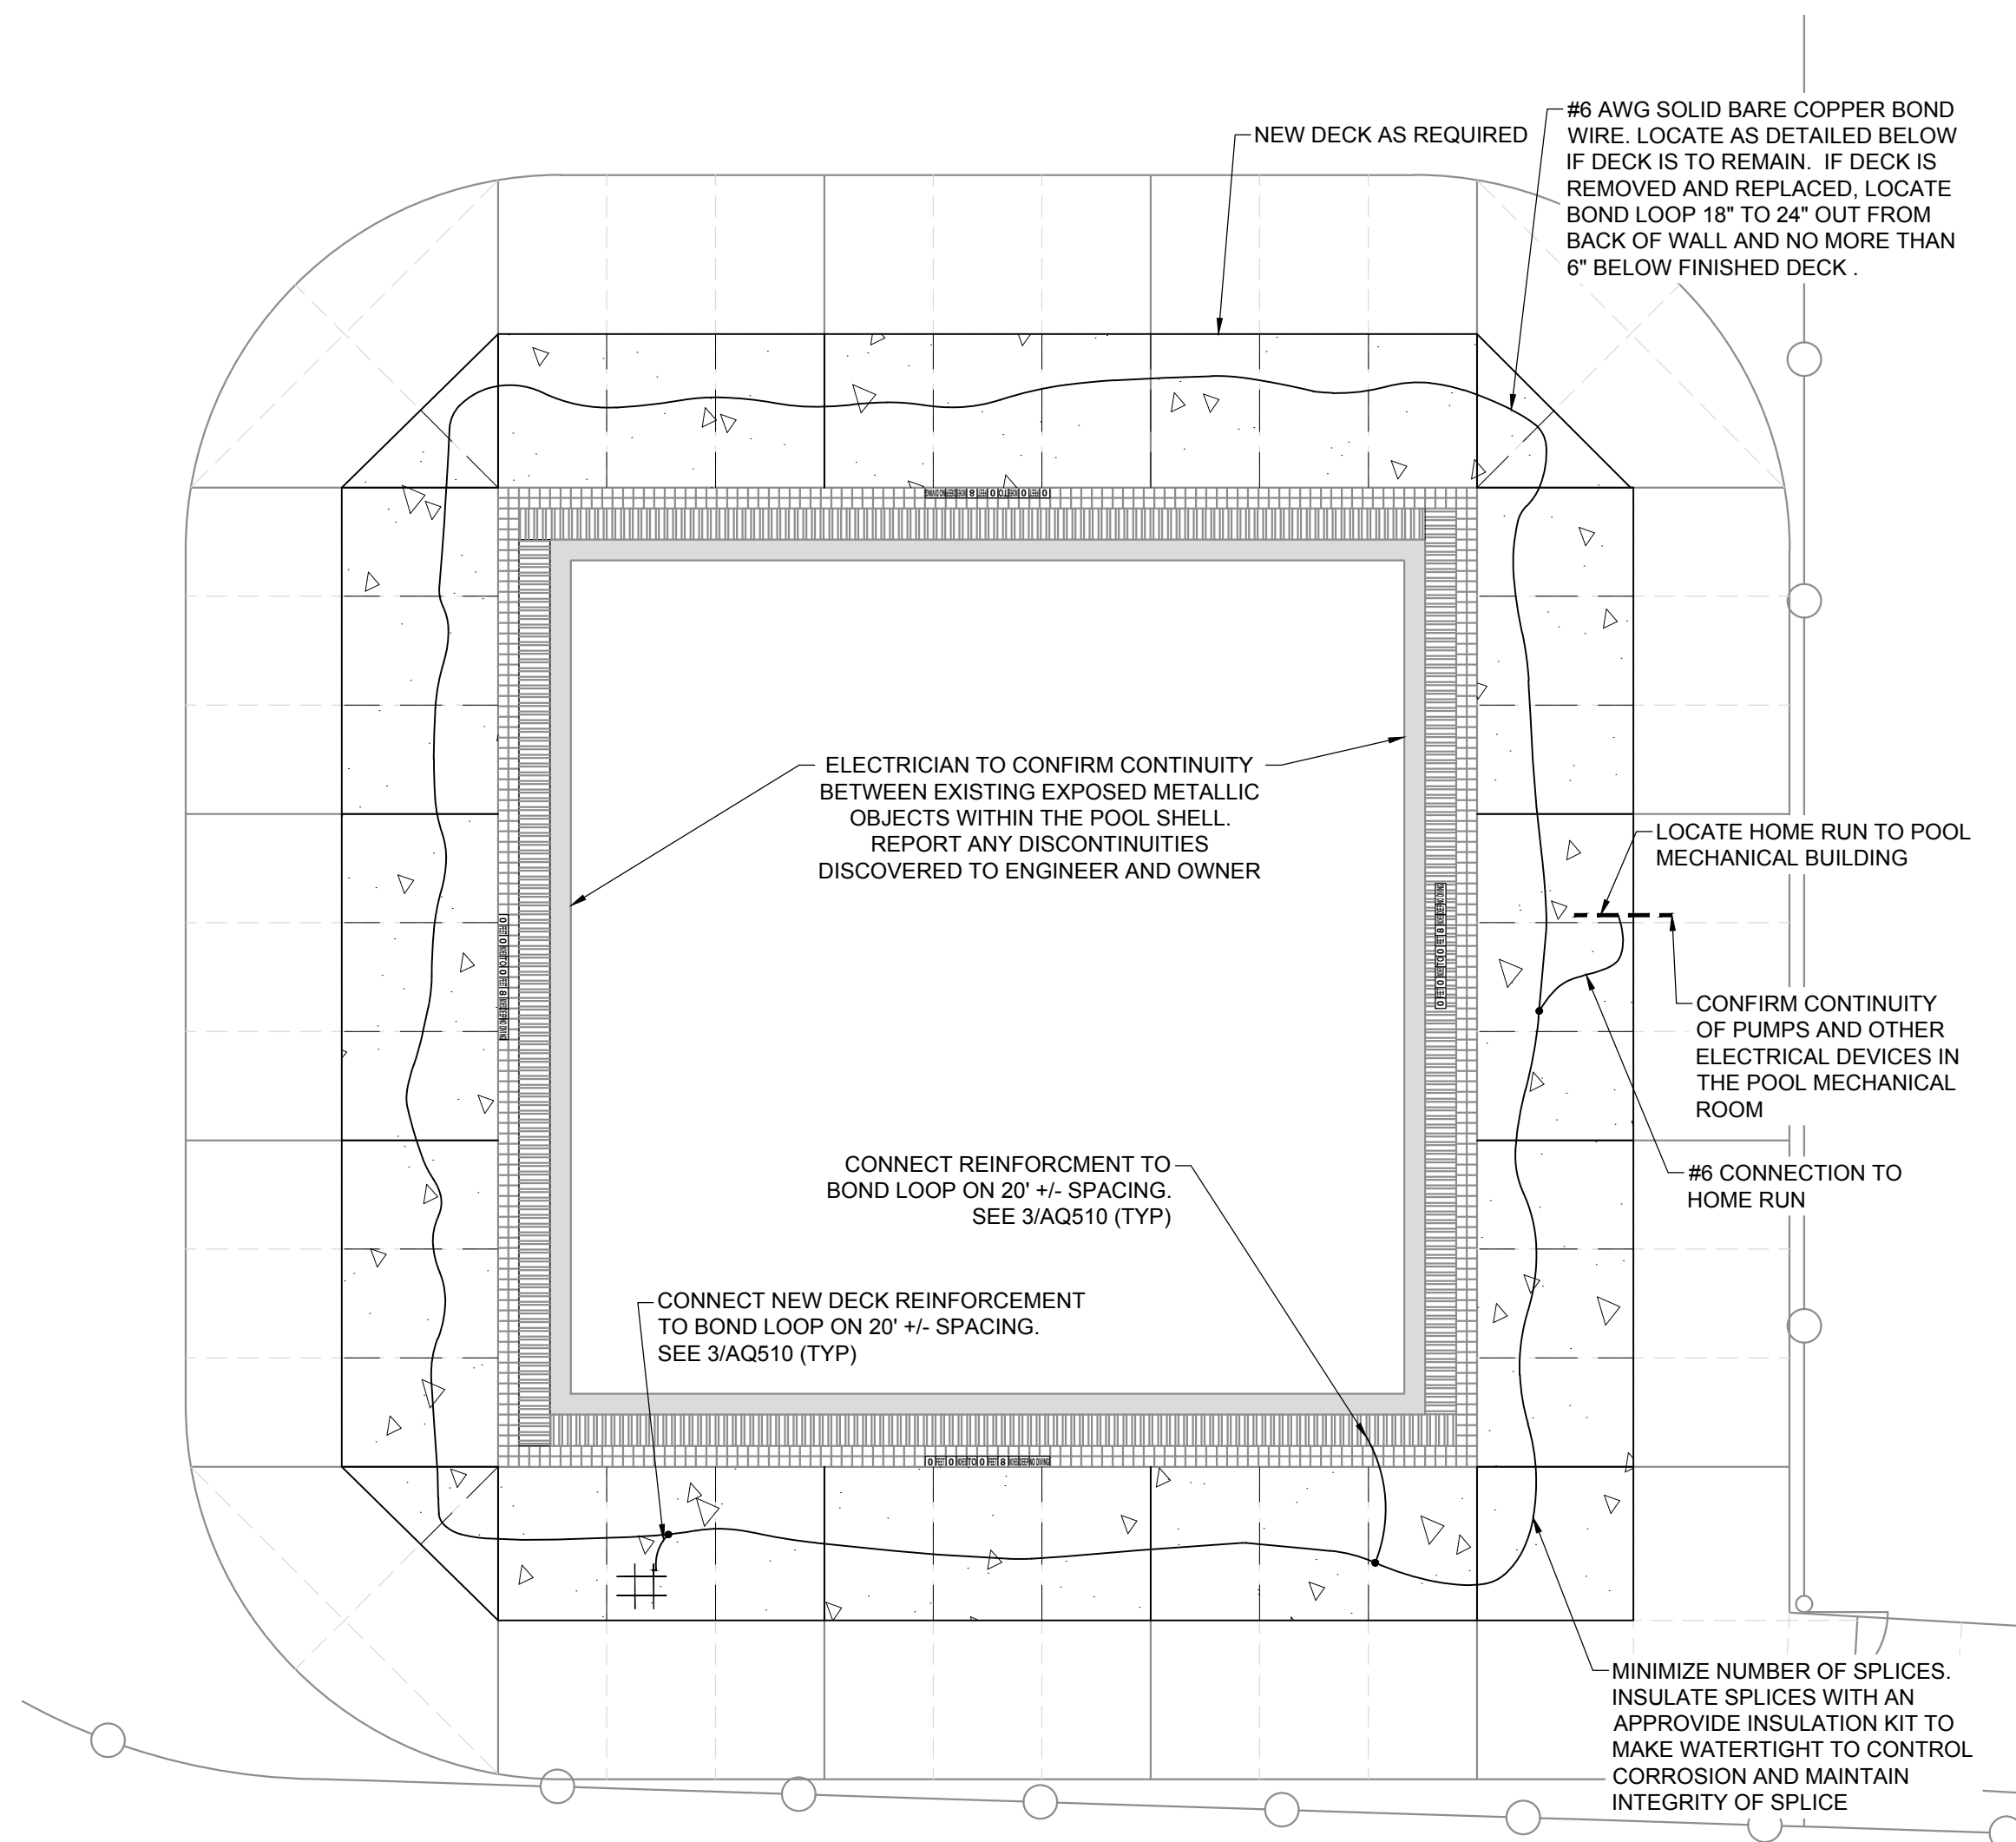 NEW DECK AS REQUIRED
#6 AWG SOLID BARE COPPER BOND
WIRE. LOCATE AS DETAILED BELOW
IF DECK IS TO REMAIN. IF DECK IS
REMOVED AND REPLACED, LOCATE
BOND LOOP 18" TO 24" OUT FROM
BACK OF WALL AND NO MORE THAN
6" BELOW FINISHED DECK .
ELECTRICIAN TO CONFIRM CONTINUITY
BETWEEN EXISTING EXPOSED METALLIC
OBJECTS WITHIN THE POOL SHELL.
REPORT ANY DISCONTINUITIES
DISCOVERED TO ENGINEER AND OWNER
LOCATE HOME RUN TO POOL
MECHANICAL BUILDING
CONFIRM CONTINUITY
OF PUMPS AND OTHER
ELECTRICAL DEVICES IN
THE POOL MECHANICAL
ROOM
#6 CONNECTION TO
HOME RUN
CONNECT REINFORCMENT TO
BOND LOOP ON 20' +/- SPACING.
SEE 3/AQ510 (TYP)
CONNECT NEW DECK REINFORCEMENT
TO BOND LOOP ON 20' +/- SPACING.
SEE 3/AQ510 (TYP)
0 FEET 0 TO 0 FEET 8
MINIMIZE NUMBER OF SPLICES.
INSULATE SPLICES WITH AN
APPROVIDE INSULATION KIT TO
MAKE WATERTIGHT TO CONTROL
CORROSION AND MAINTAIN
INTEGRITY OF SPLICE